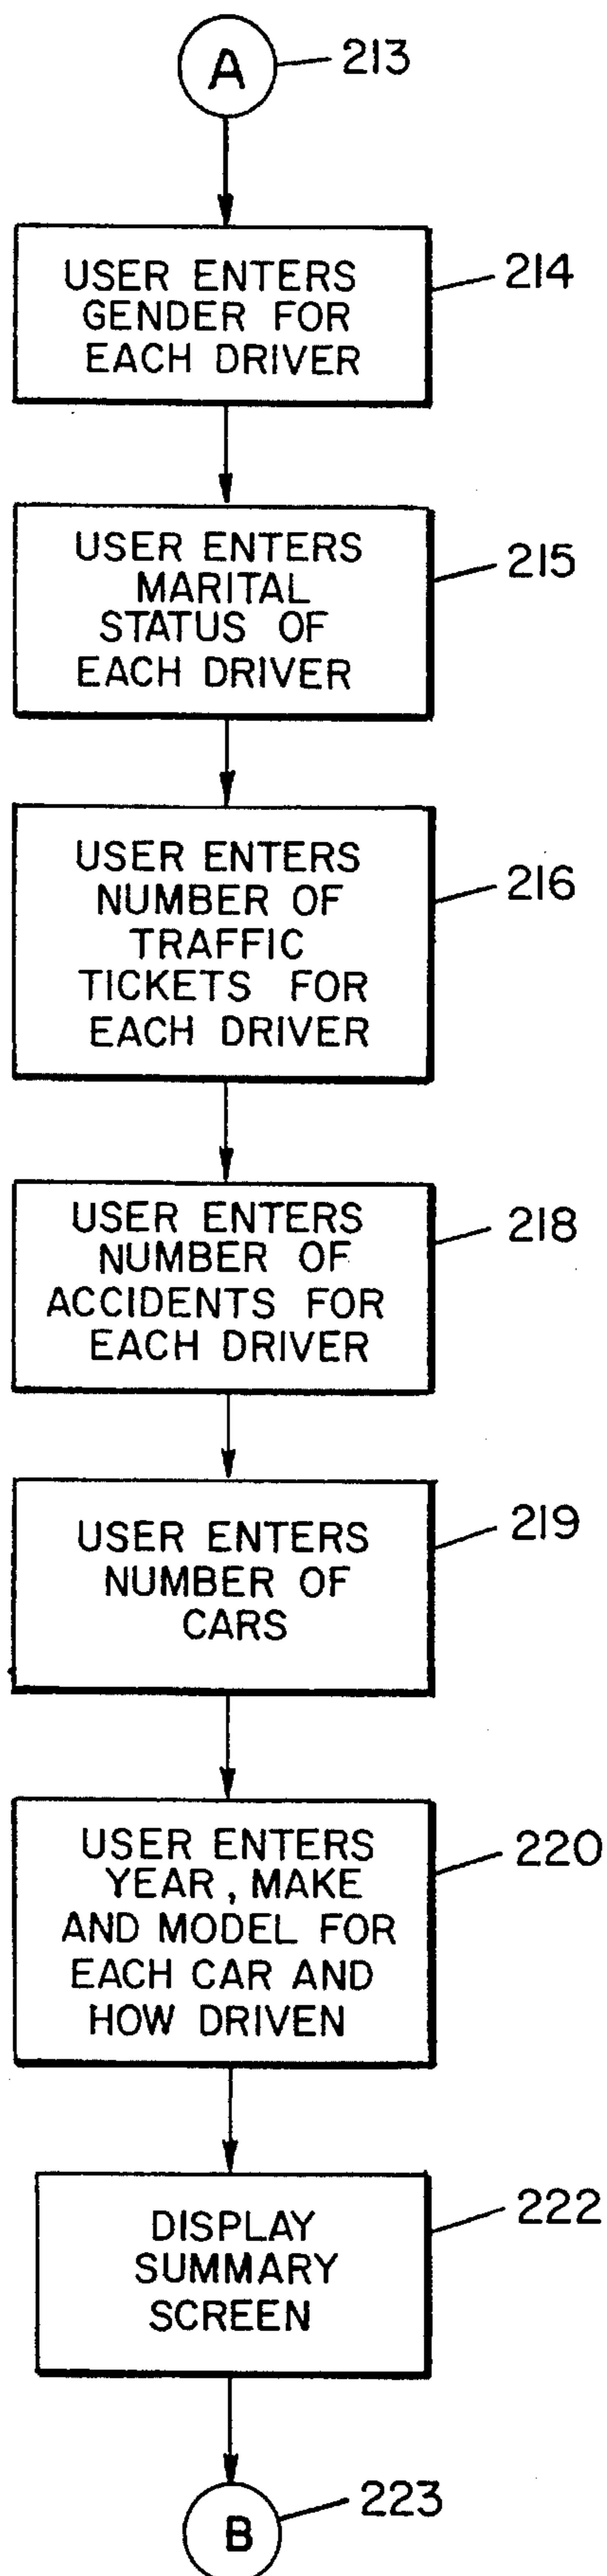 A 213
USER ENTERS 214
GENDER FOR
EACH DRIVER
USER ENTERS 215
MARITAL
STATUS OF
EACH DRIVER
USER ENTERS 216
NUMBER OF
TRAFFIC
TICKETS FOR
EACH DRIVER
USER ENTERS 218
NUMBER OF
ACCIDENTS FOR
EACH DRIVER
USER ENTERS 219
NUMBER OF
CARS
USER ENTERS 220
YEAR, MAKE
AND MODEL FOR
EACH CAR AND
HOW DRIVEN
DISPLAY 222
SUMMARY
SCREEN
B 223